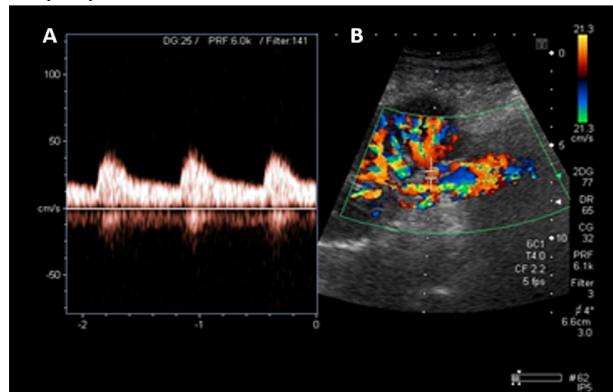 A
DG:25 / PRF:6.0k / Filter:141
100
50
cm/s
-50
-2
-1
0
B
0
5
10
21.3
21.3
cm/s
2DG
77
DR
65
CG
32
PRF
6.1k
Filter
3
4°
6.6cm
3.0
6C1
T4.0
CF 2.2
5 fps
#62
IP5